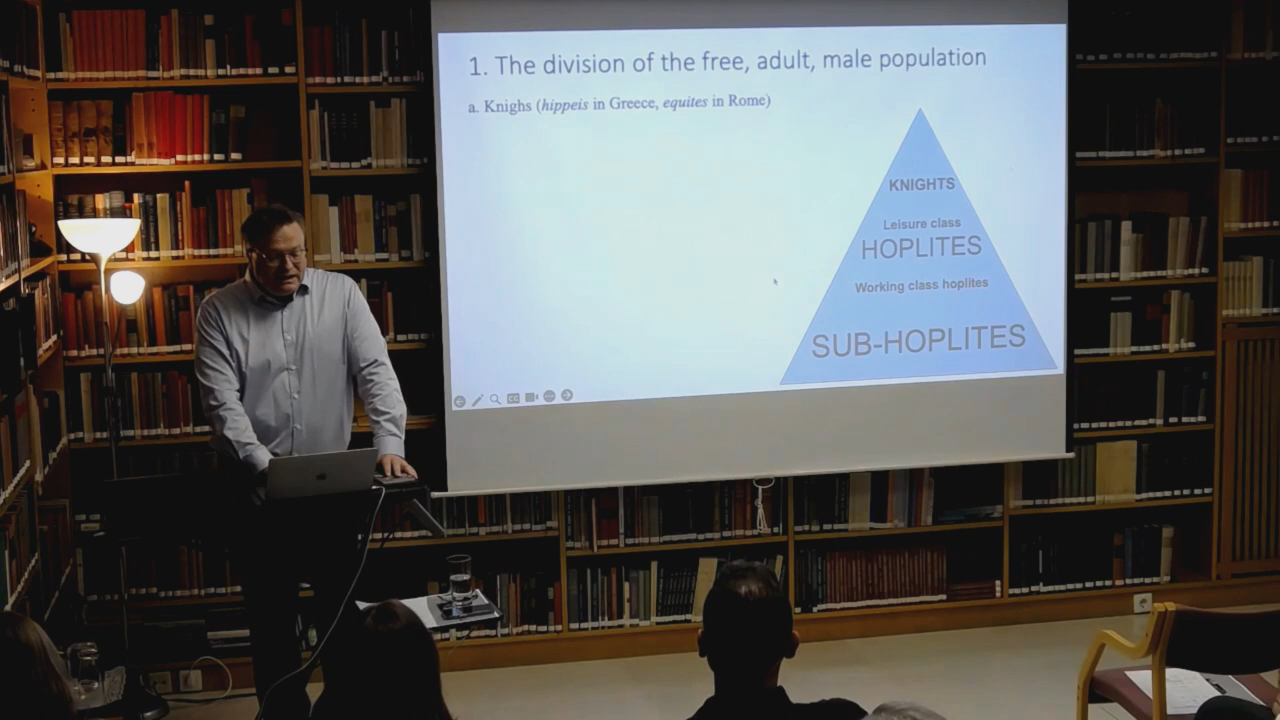 1. The division of the free, adult, male population
a. Knighs (hippeis in Greece, equites in Rome)
KNIGHTS
Leisure class
HOPLITES
Working class hoplites
SUB-HOPLITES